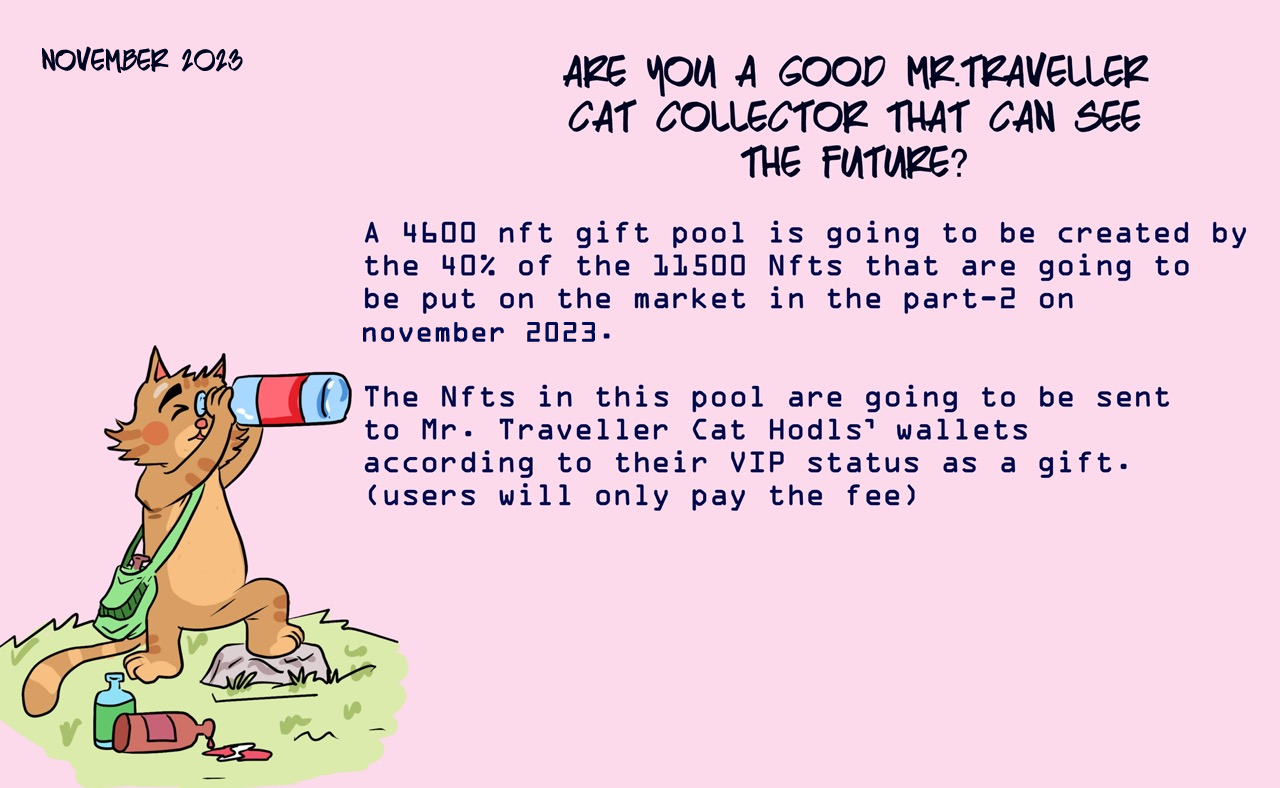 NOVEMBER 2023
ARE YOU A GOOD MR.TRAVELLER
CAT COLLECTOR THAT CAN SEE
THE FUTURE?
A 4600 nft gift pool is going to be created by
the 40% of the 11500 Nfts that are going to
be put on the market in the part-2 on
november 2023.
The Nfts in this pool are going to be sent
to Mr. Traveller Cat Hodls' wallets
according to their VIP status as a gift.
(users will only pay the fee)